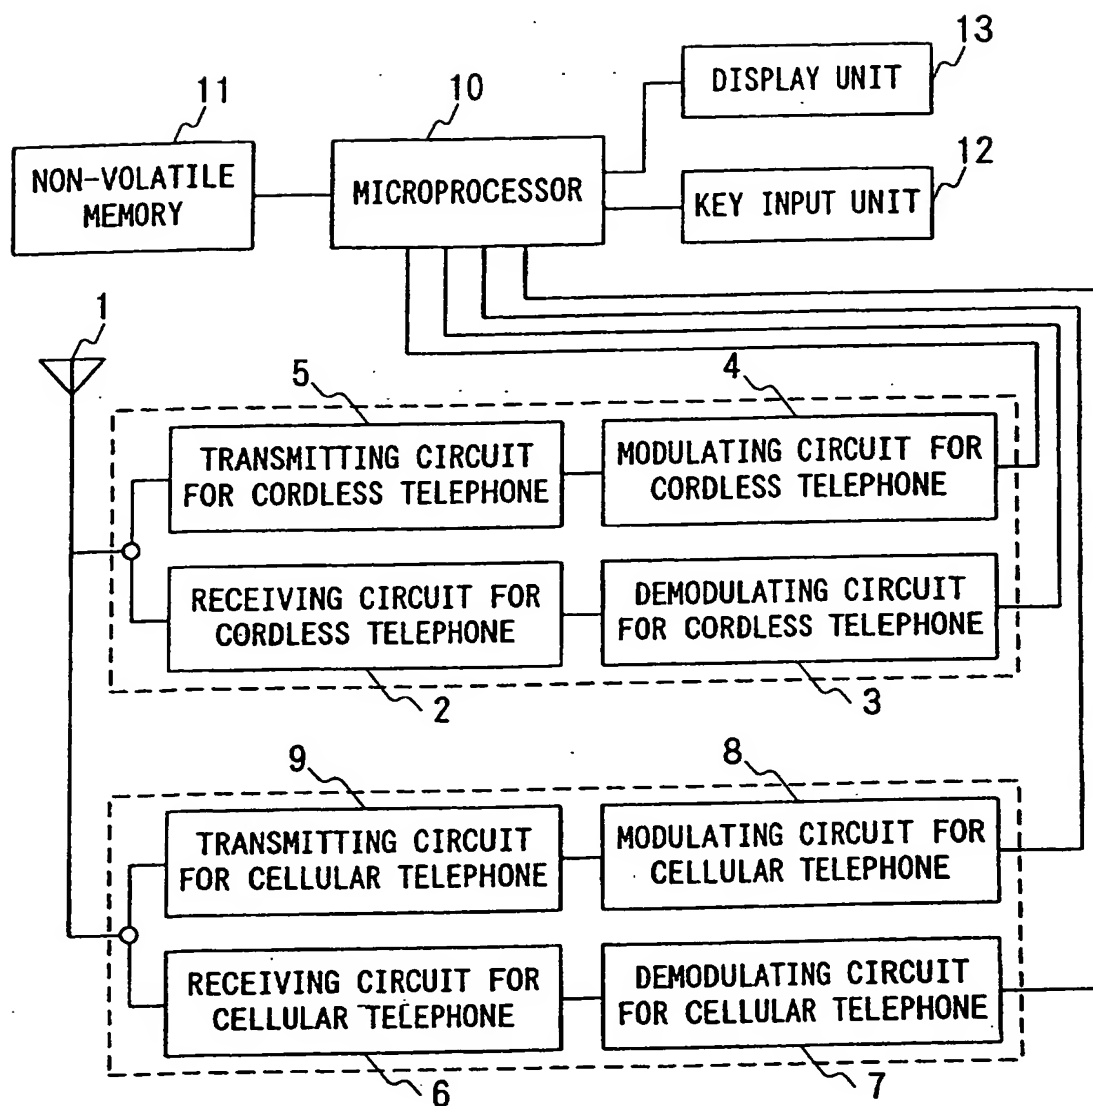 13
DISPLAY UNIT
11
10
NON-VOLATILE
MEMORY
MICROPROCESSOR
12
KEY INPUT UNIT
1
5
4
TRANSMITTING CIRCUIT
FOR CORDLESS TELEPHONE
MODULATING CIRCUIT FOR
CORDLESS TELEPHONE
RECEIVING CIRCUIT FOR
CORDLESS TELEPHONE
DEMODULATING CIRCUIT
FOR CORDLESS TELEPHONE
2
3
9
8
TRANSMITTING CIRCUIT
FOR CELLULAR TELEPHONE
MODULATING CIRCUIT FOR
CELLULAR TELEPHONE
RECEIVING CIRCUIT FOR
CELLULAR TELEPHONE
DEMODULATING CIRCUIT
FOR CELLULAR TELEPHONE
6
7